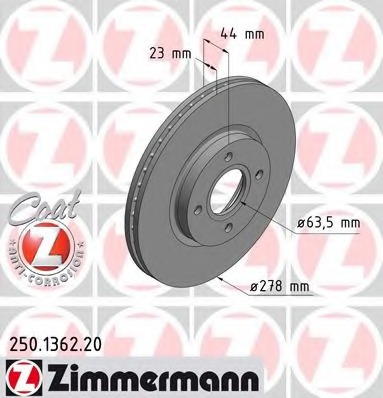 44 mm
23 mm
Coat
Z
ANTI-CORROSION
ø63,5 mm
ø278 mm
250.1362.20
Z Zimmermann